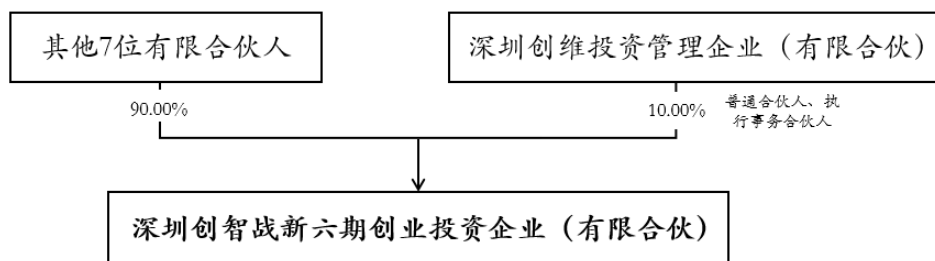 其他7位有限合伙人
深圳创维投资管理企业（有限合伙）
90.00%
10.00%
普通合伙人、执
行事务合伙人
深圳创智战新六期创业投资企业（有限合伙）